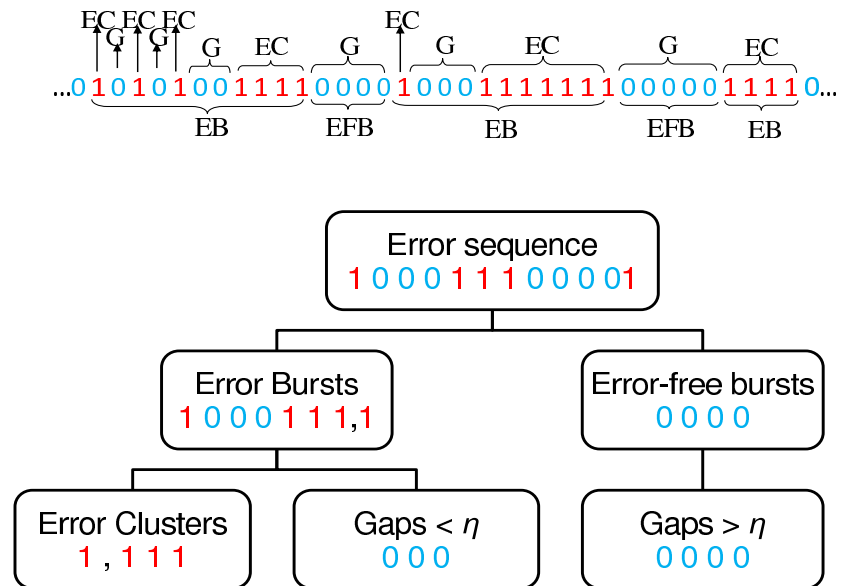 EC EC EC EC
G G G EC G G EC G EC
...0 1 0 1 0 1 0 0 1 1 1 1 0 0 0 0 1 0 0 0 1 1 1 1 1 1 1 0 0 0 0 0 1 1 1 1 0...
EB EFB EB EFB EB
Error sequence
1 0 0 0 1 1 1 0 0 0 0 1
Error Bursts
1 0 0 0 1 1 1,1
Error-free bursts
0 0 0 0
Error Clusters
1 , 1 1 1
Gaps < η
0 0 0
Gaps > η
0 0 0 0